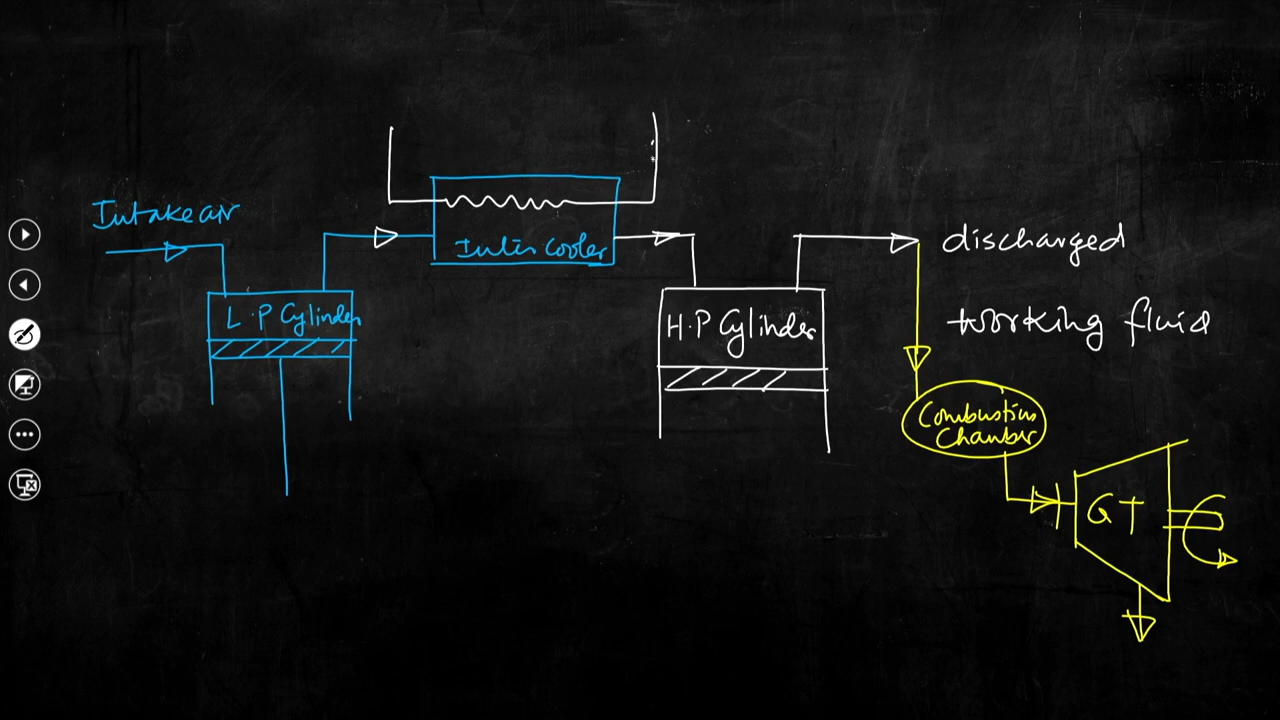 Intake air
Inter cooler
discharged
L.P Cylinder
H.P Cylinder
working fluid
Combustion
Chamber
GT